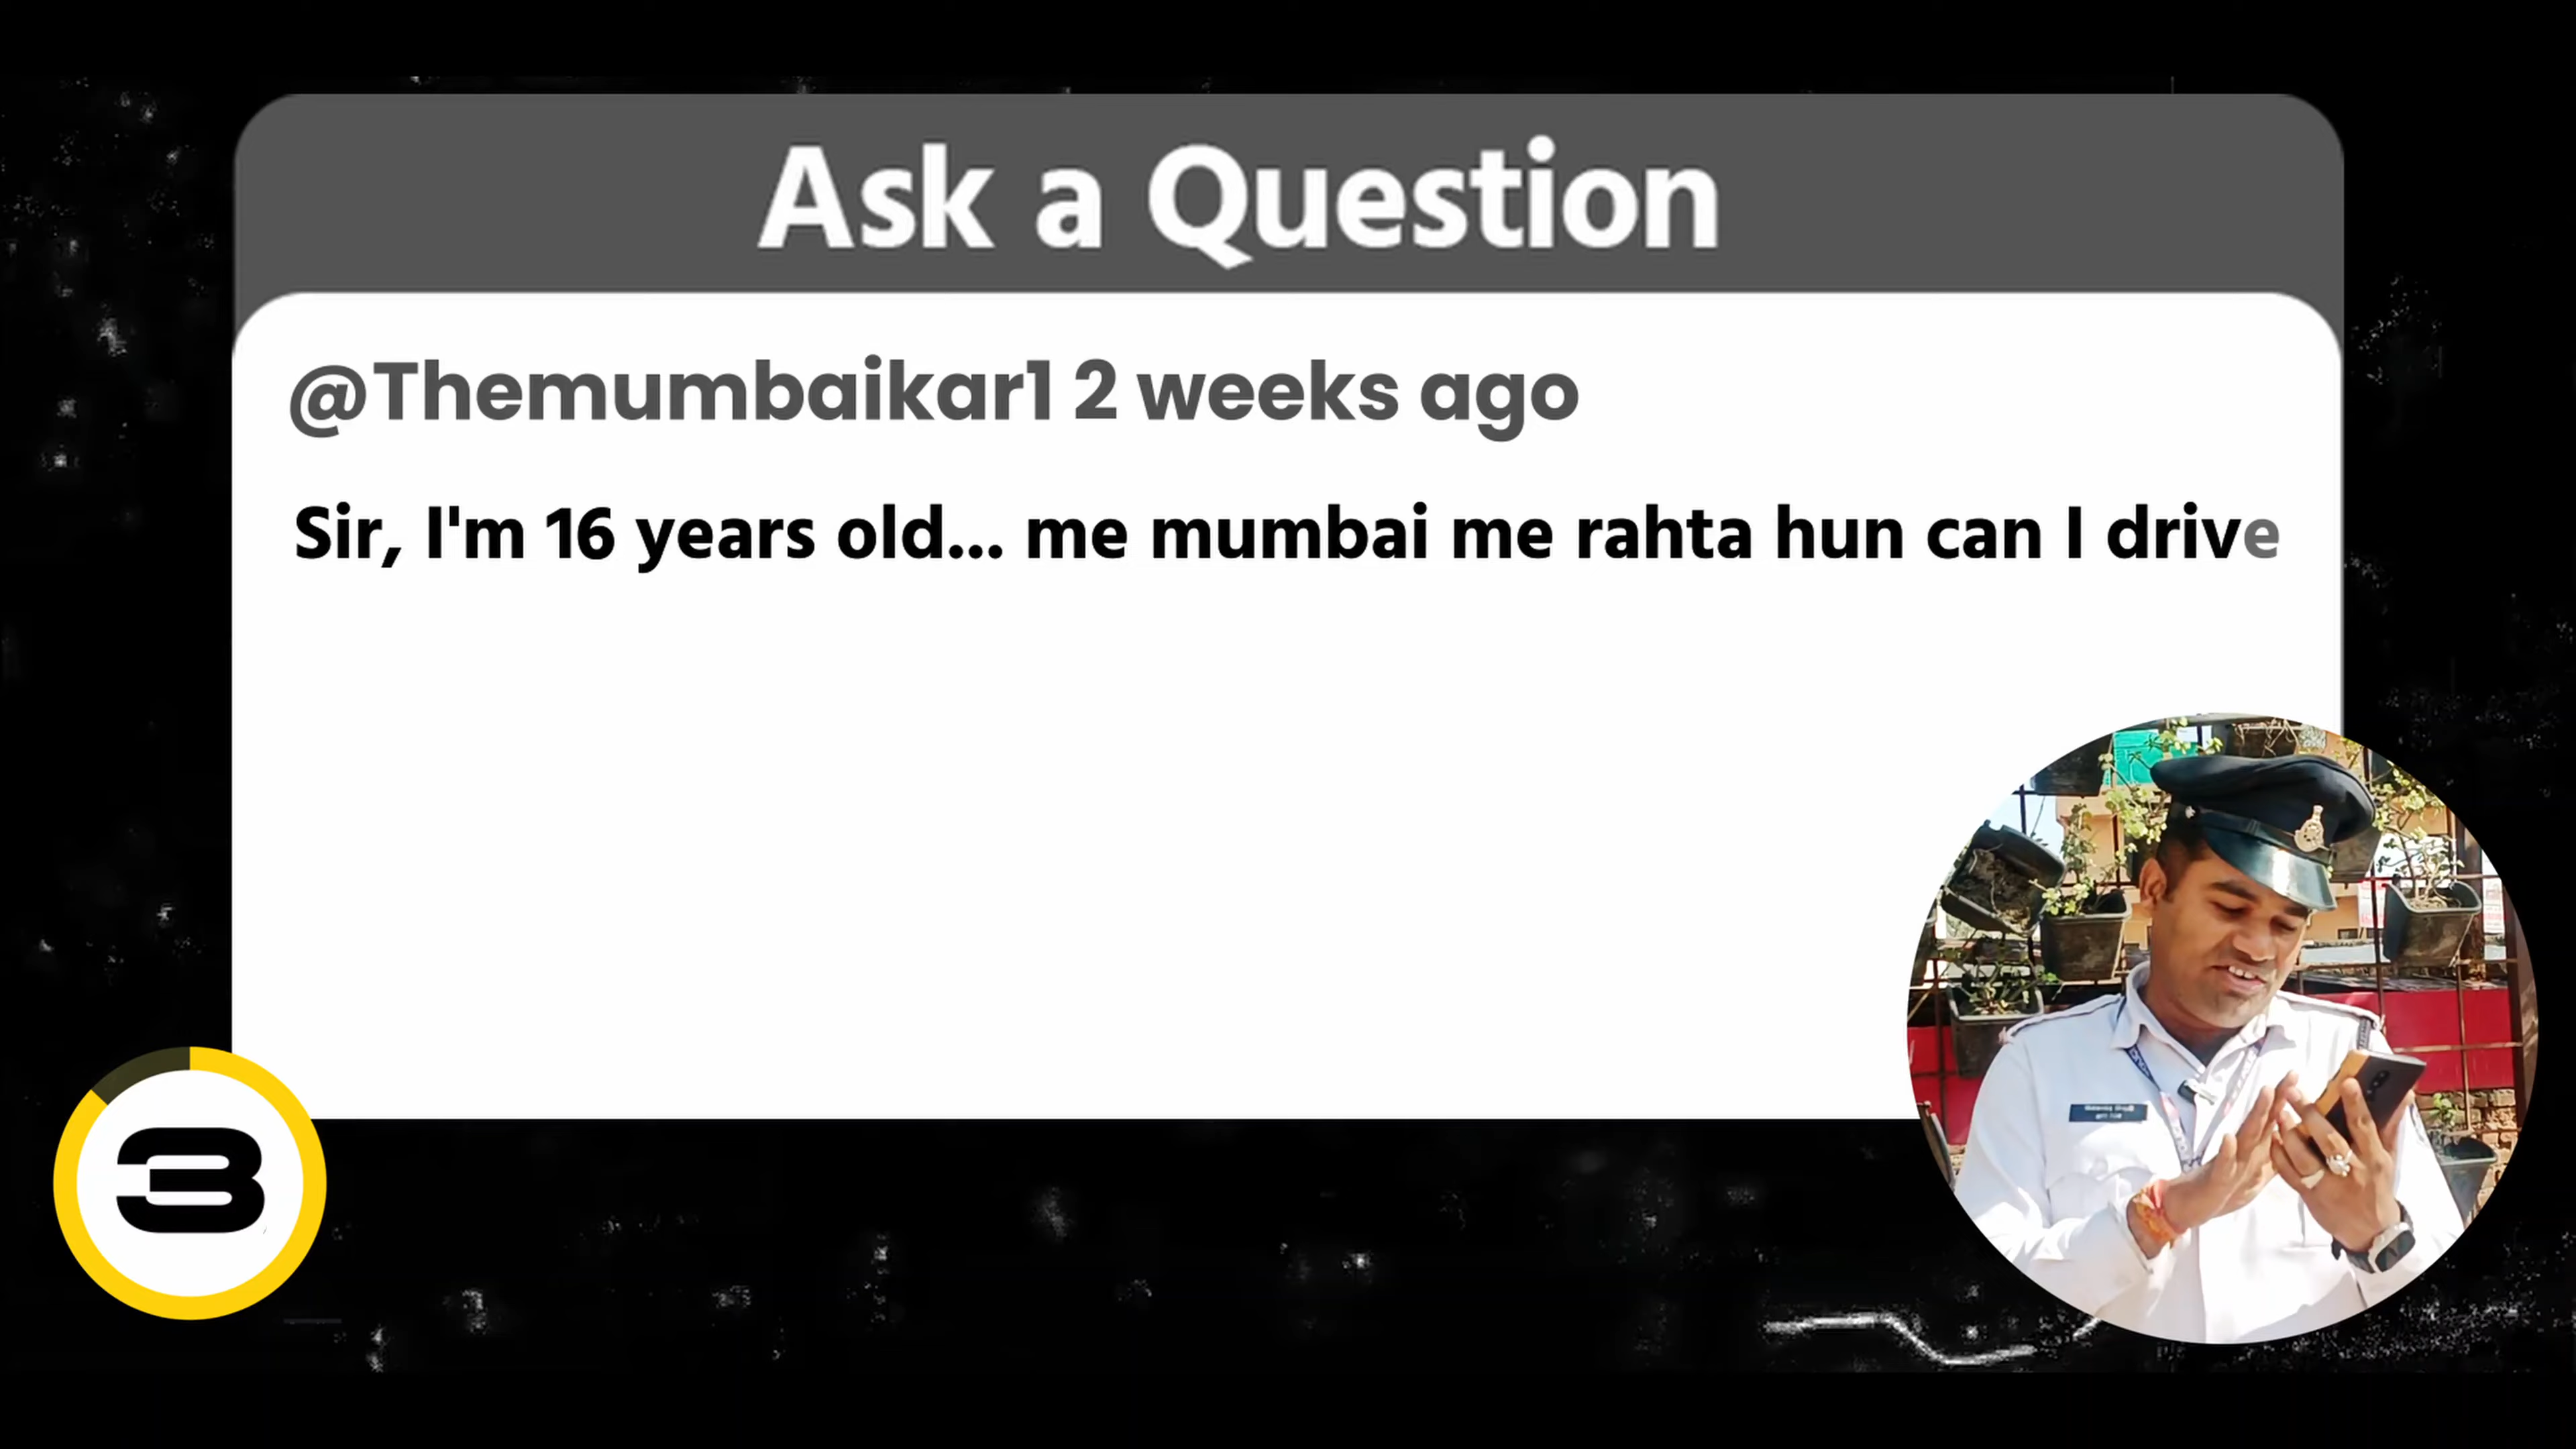 Ask a Question
@Themumbaikar1 2 weeks ago
Sir, I'm 16 years old... me mumbai me rahta hun can I drive
3